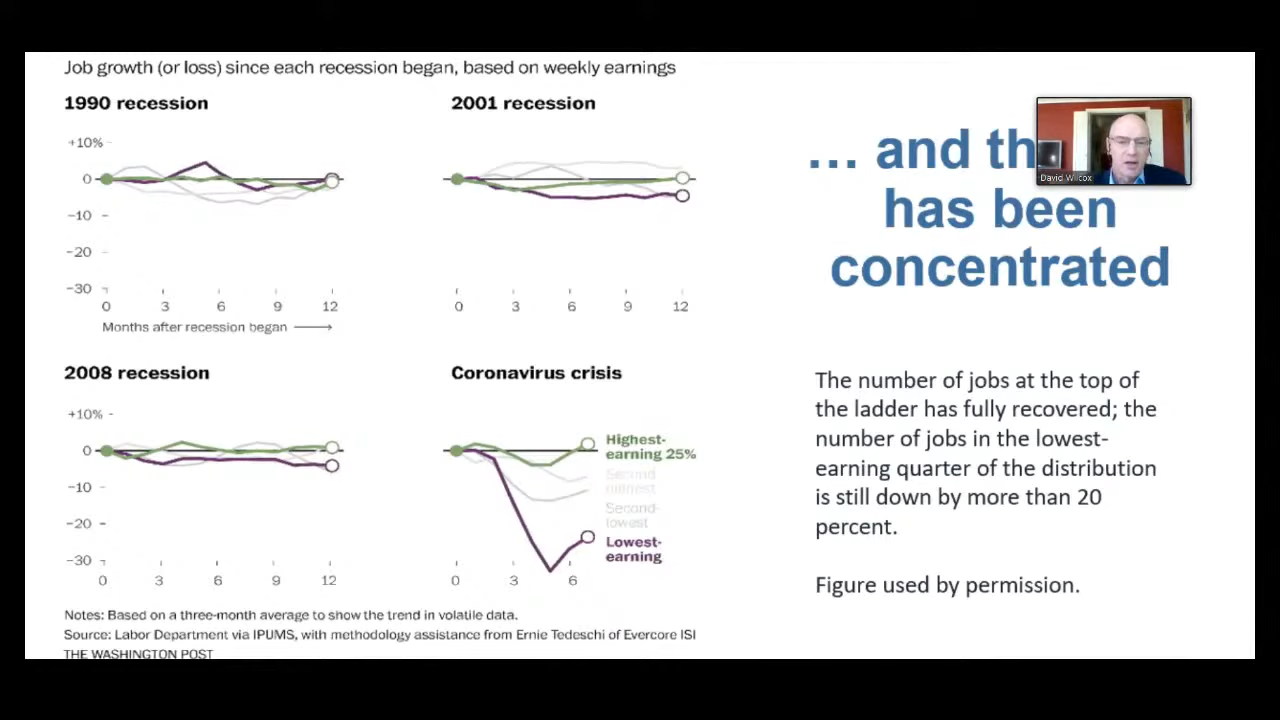 Job growth (or loss) since each recession began, based on weekly earnings
1990 recession
+10%
0
−10
−20
−30
0 3 6 9 12
Months after recession began
2001 recession
0 3 6 9 12
2008 recession
+10%
0
−10
−20
−30
0 3 6 9 12
Coronavirus crisis
Highest-
earning 25%
Second
highest
Second-
lowest
Lowest-
earning
0 3 6
Notes: Based on a three-month average to show the trend in volatile data.
Source: Labor Department via IPUMS, with methodology assistance from Ernie Tedeschi of Evercore ISI
THE WASHINGTON POST
… and th
has been
concentrated
David Wilcox
The number of jobs at the top of
the ladder has fully recovered; the
number of jobs in the lowest-
earning quarter of the distribution
is still down by more than 20
percent.
Figure used by permission.